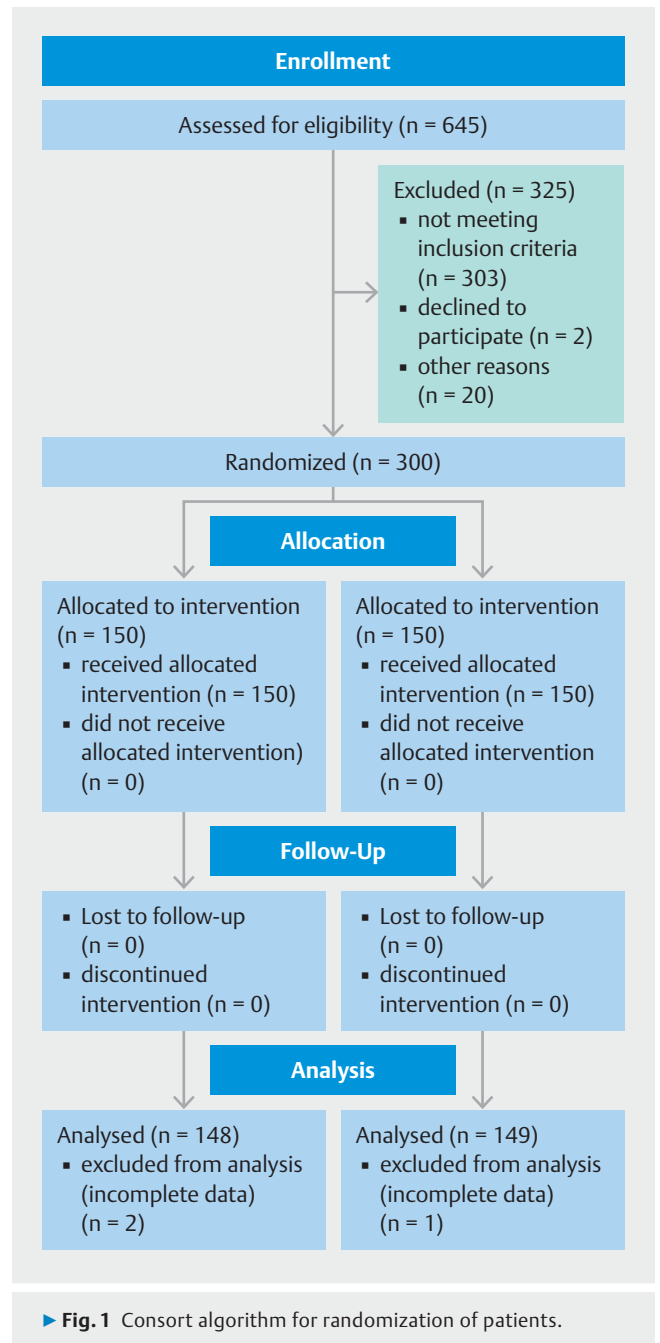 Enrollment
Assessed for eligibility (n = 645)
Excluded (n = 325)
▪ not meeting
inclusion criteria
(n = 303)
▪ declined to
participate (n = 2)
▪ other reasons
(n = 20)
Randomized (n = 300)
Allocation
Allocated to intervention
(n = 150)
▪ received allocated
intervention (n = 150)
▪ did not receive
allocated intervention)
(n = 0)
Allocated to intervention
(n = 150)
▪ received allocated
intervention (n = 150)
▪ did not receive
allocated intervention
(n = 0)
Follow-Up
▪ Lost to follow-up
(n = 0)
▪ discontinued
intervention (n = 0)
▪ Lost to follow-up
(n = 0)
▪ discontinued
intervention (n = 0)
Analysis
Analysed (n = 148)
▪ excluded from analysis
(incomplete data)
(n = 2)
Analysed (n = 149)
▪ excluded from analysis
(incomplete data)
(n = 1)
▶ Fig. 1 Consort algorithm for randomization of patients.